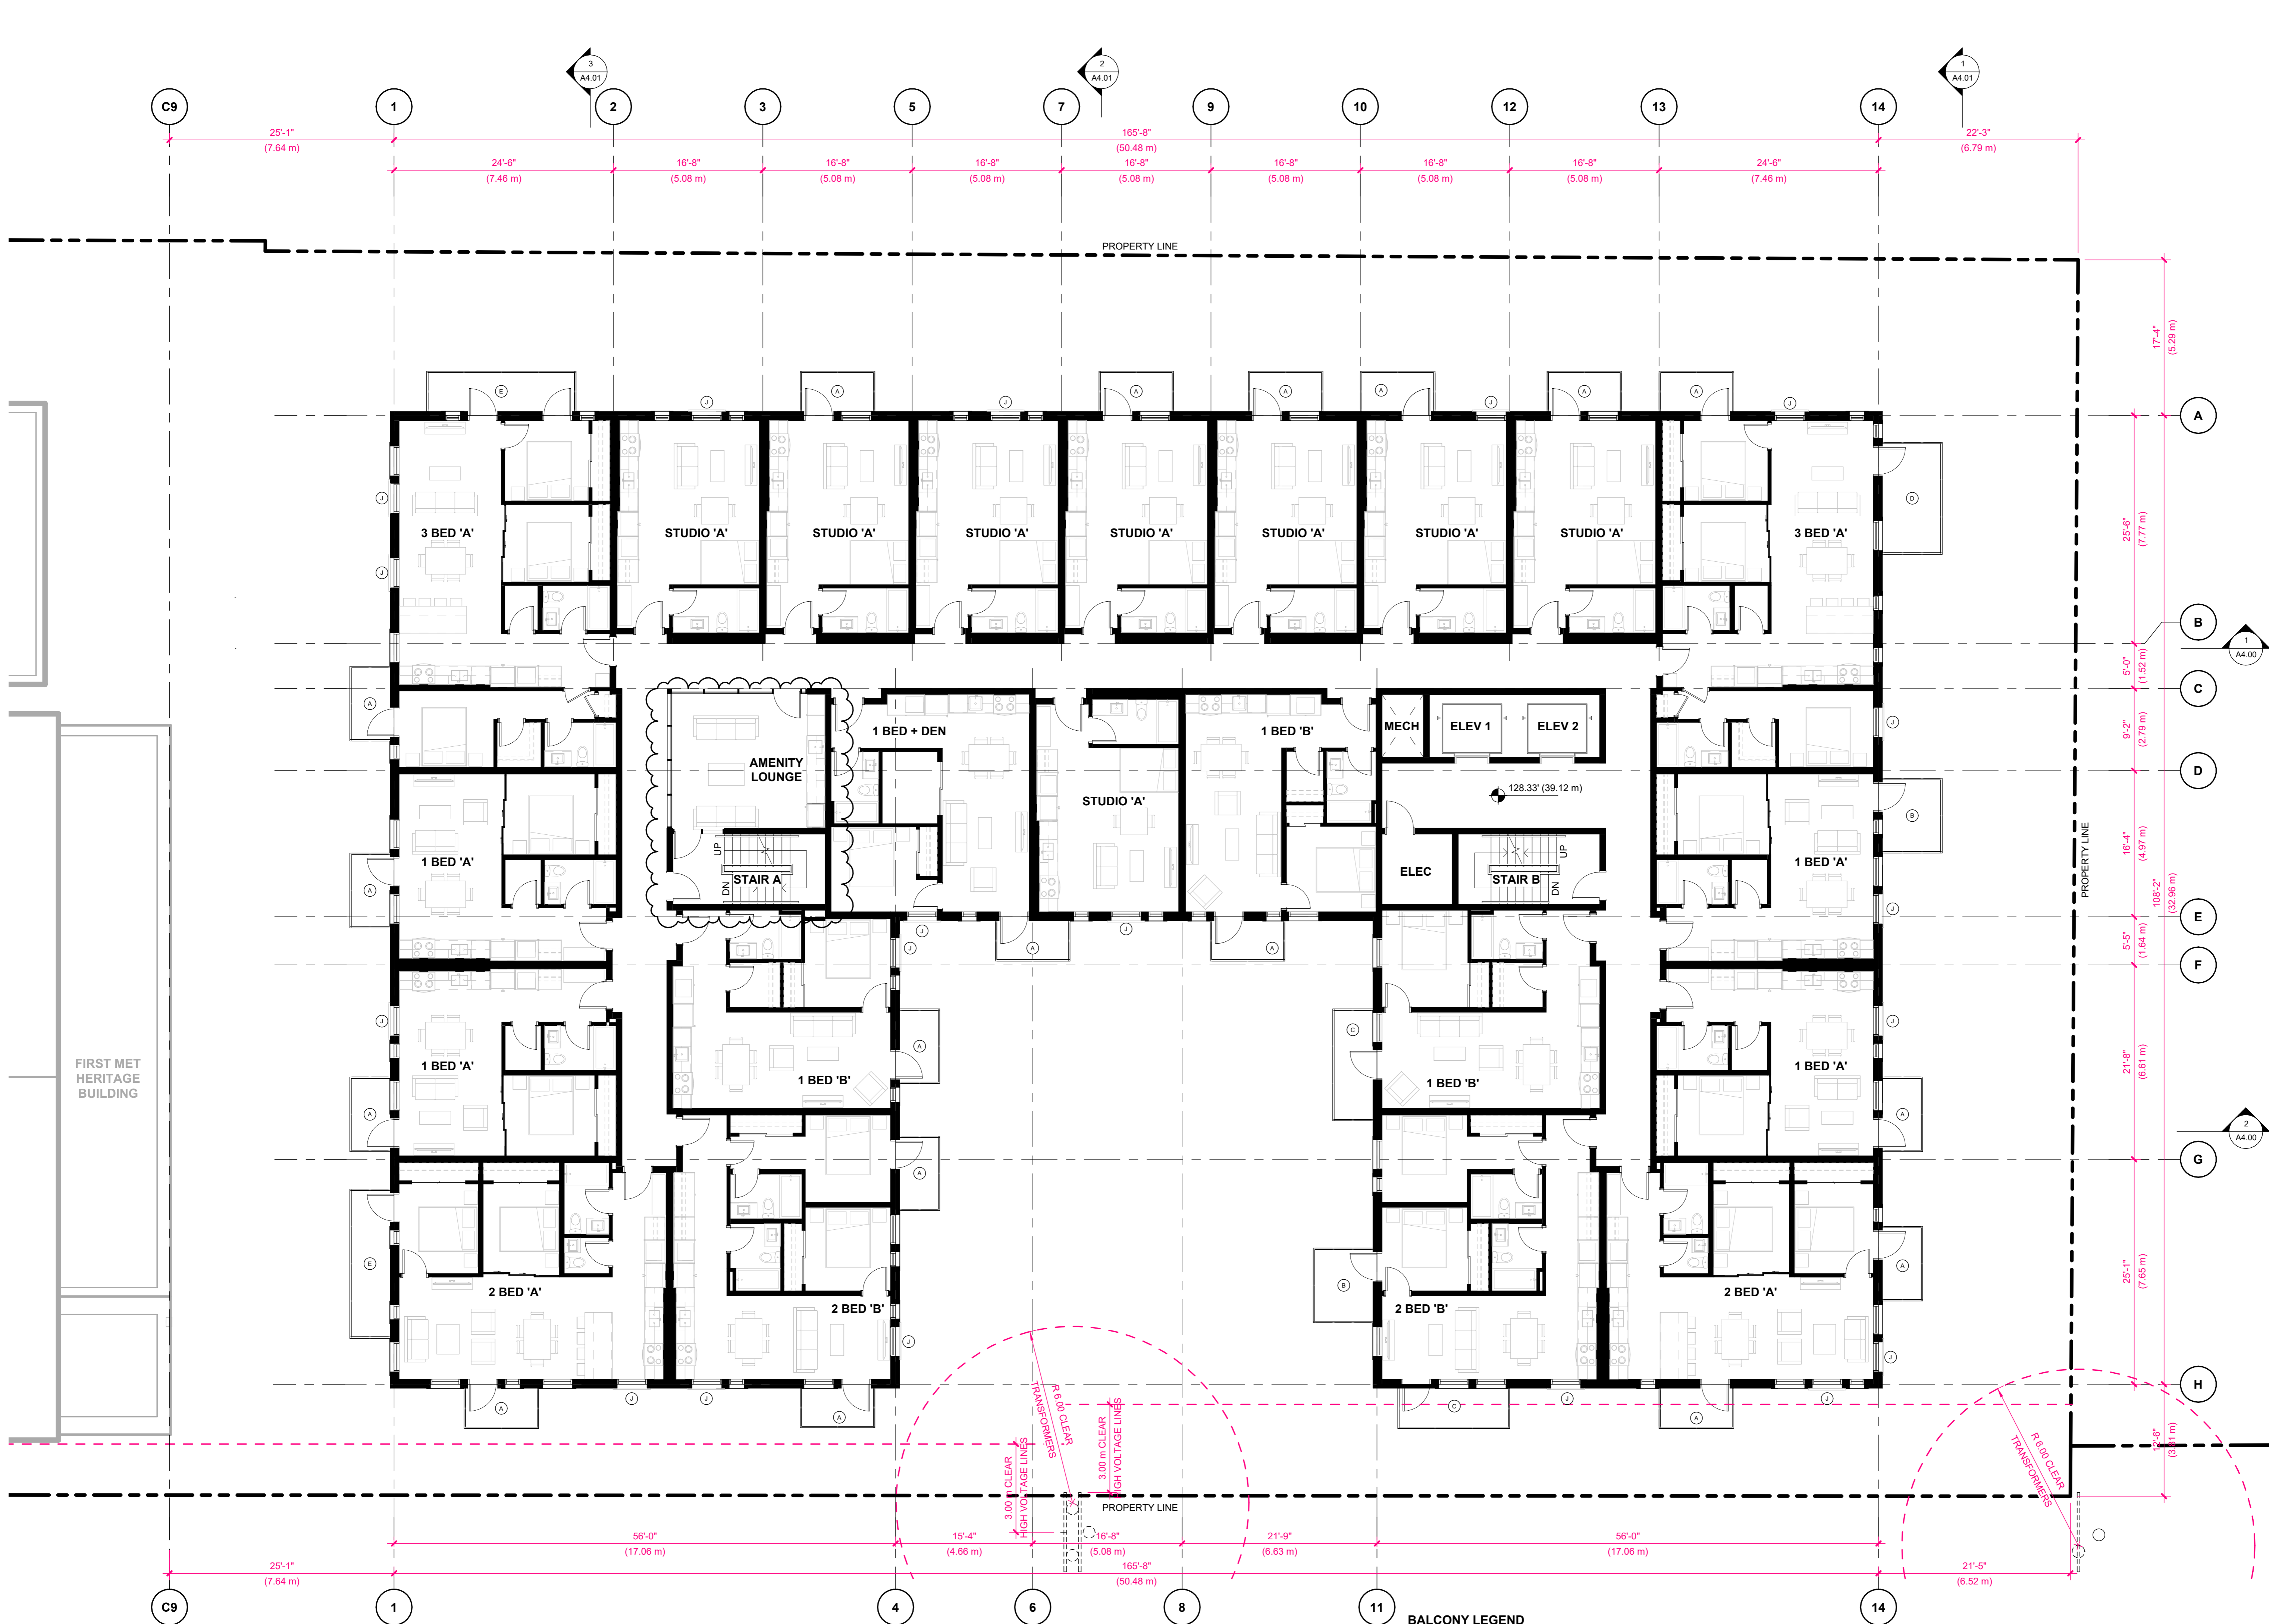 3
A4.01
2
A4.01
1
A4.01
C9
1
2
3
5
7
9
10
12
13
14
25'-1"
(7.64 m)
165'-8"
(50.48 m)
22'-3"
(6.79 m)
24'-6"
(7.46 m)
16'-8"
(5.08 m)
16'-8"
(5.08 m)
16'-8"
(5.08 m)
16'-8"
(5.08 m)
16'-8"
(5.08 m)
16'-8"
(5.08 m)
16'-8"
(5.08 m)
24'-6"
(7.46 m)
PROPERTY LINE
17'-4"
(5.29 m)
E
J
A
J
A
A
A
J
A
A
J
A
J
D
J
3 BED 'A'
STUDIO 'A'
STUDIO 'A'
STUDIO 'A'
STUDIO 'A'
STUDIO 'A'
STUDIO 'A'
STUDIO 'A'
3 BED 'A'
25'-6"
(7.77 m)
B
1
A4.00
5'-0"
(1.52 m)
C
A
J
1 BED + DEN
1 BED 'B'
MECH
ELEV 1
ELEV 2
9'-2"
(2.79 m)
AMENITY
LOUNGE
D
128.33' (39.12 m)
STUDIO 'A'
B
PROPERTY LINE
16'-4"
(4.97 m)
1 BED 'A'
UP
DN
STAIR A
ELEC
UP
DN
STAIR B
1 BED 'A'
A
108'-2"
(32.96 m)
J
E
J
J
A
J
A
5'-5"
(1.64 m)
F
J
C
A
J
FIRST MET
HERITAGE
BUILDING
1 BED 'A'
1 BED 'B'
1 BED 'B'
1 BED 'A'
21'-8"
(6.61 m)
A
A
2
A4.00
A
G
E
B
A
25'-1"
(7.65 m)
2 BED 'A'
2 BED 'B'
2 BED 'B'
2 BED 'A'
J
J
H
A
J
J
A
C
J
A
J
R 6.00 CLEAR
TRANSFORMERS
3.00 m CLEAR
HIGH VOLTAGE LINES
3.00 m CLEAR
HIGH VOLTAGE LINES
R 6.00 CLEAR
TRANSFORMERS
12'-6"
(3.81 m)
PROPERTY LINE
56'-0"
(17.06 m)
15'-4"
(4.66 m)
16'-8"
(5.08 m)
21'-9"
(6.63 m)
56'-0"
(17.06 m)
25'-1"
(7.64 m)
165'-8"
(50.48 m)
21'-5"
(6.52 m)
C9
1
4
6
8
11
14
BALCONY LEGEND